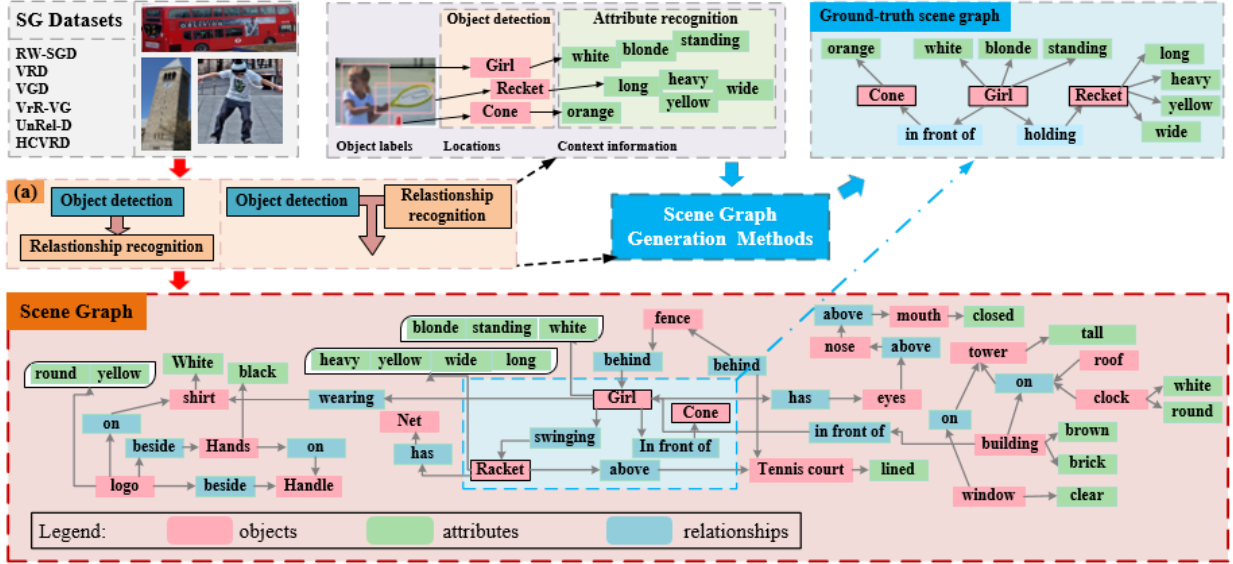 SG Datasets
RW-SGD
VRD
VGD
VrR-VG
UnRel-D
HCVRD
Object detection
Attribute recognition
Girl
Recket
Cone
white
blonde
standing
long
heavy
yellow
wide
orange
Object labels
Locations
Context information
Ground-truth scene graph
orange
white
blonde
standing
long
heavy
yellow
wide
Cone
Girl
Recket
in front of
holding
(a)
Object detection
Relastionship recognition
Object detection
Relationship
recognition
Scene Graph
Generation Methods
Scene Graph
blonde standing white
heavy yellow wide long
round yellow
White
black
shirt
on
beside
Hands
on
logo
beside
Handle
wearing
Net
has
fence
behind
behind
Girl
Cone
swinging
In front of
Racket
above
Tennis court
lined
has
eyes
in front of
above
mouth
closed
nose
above
tower
tall
roof
on
clock
white
round
on
building
brown
brick
window
clear
Legend:
objects
attributes
relationships